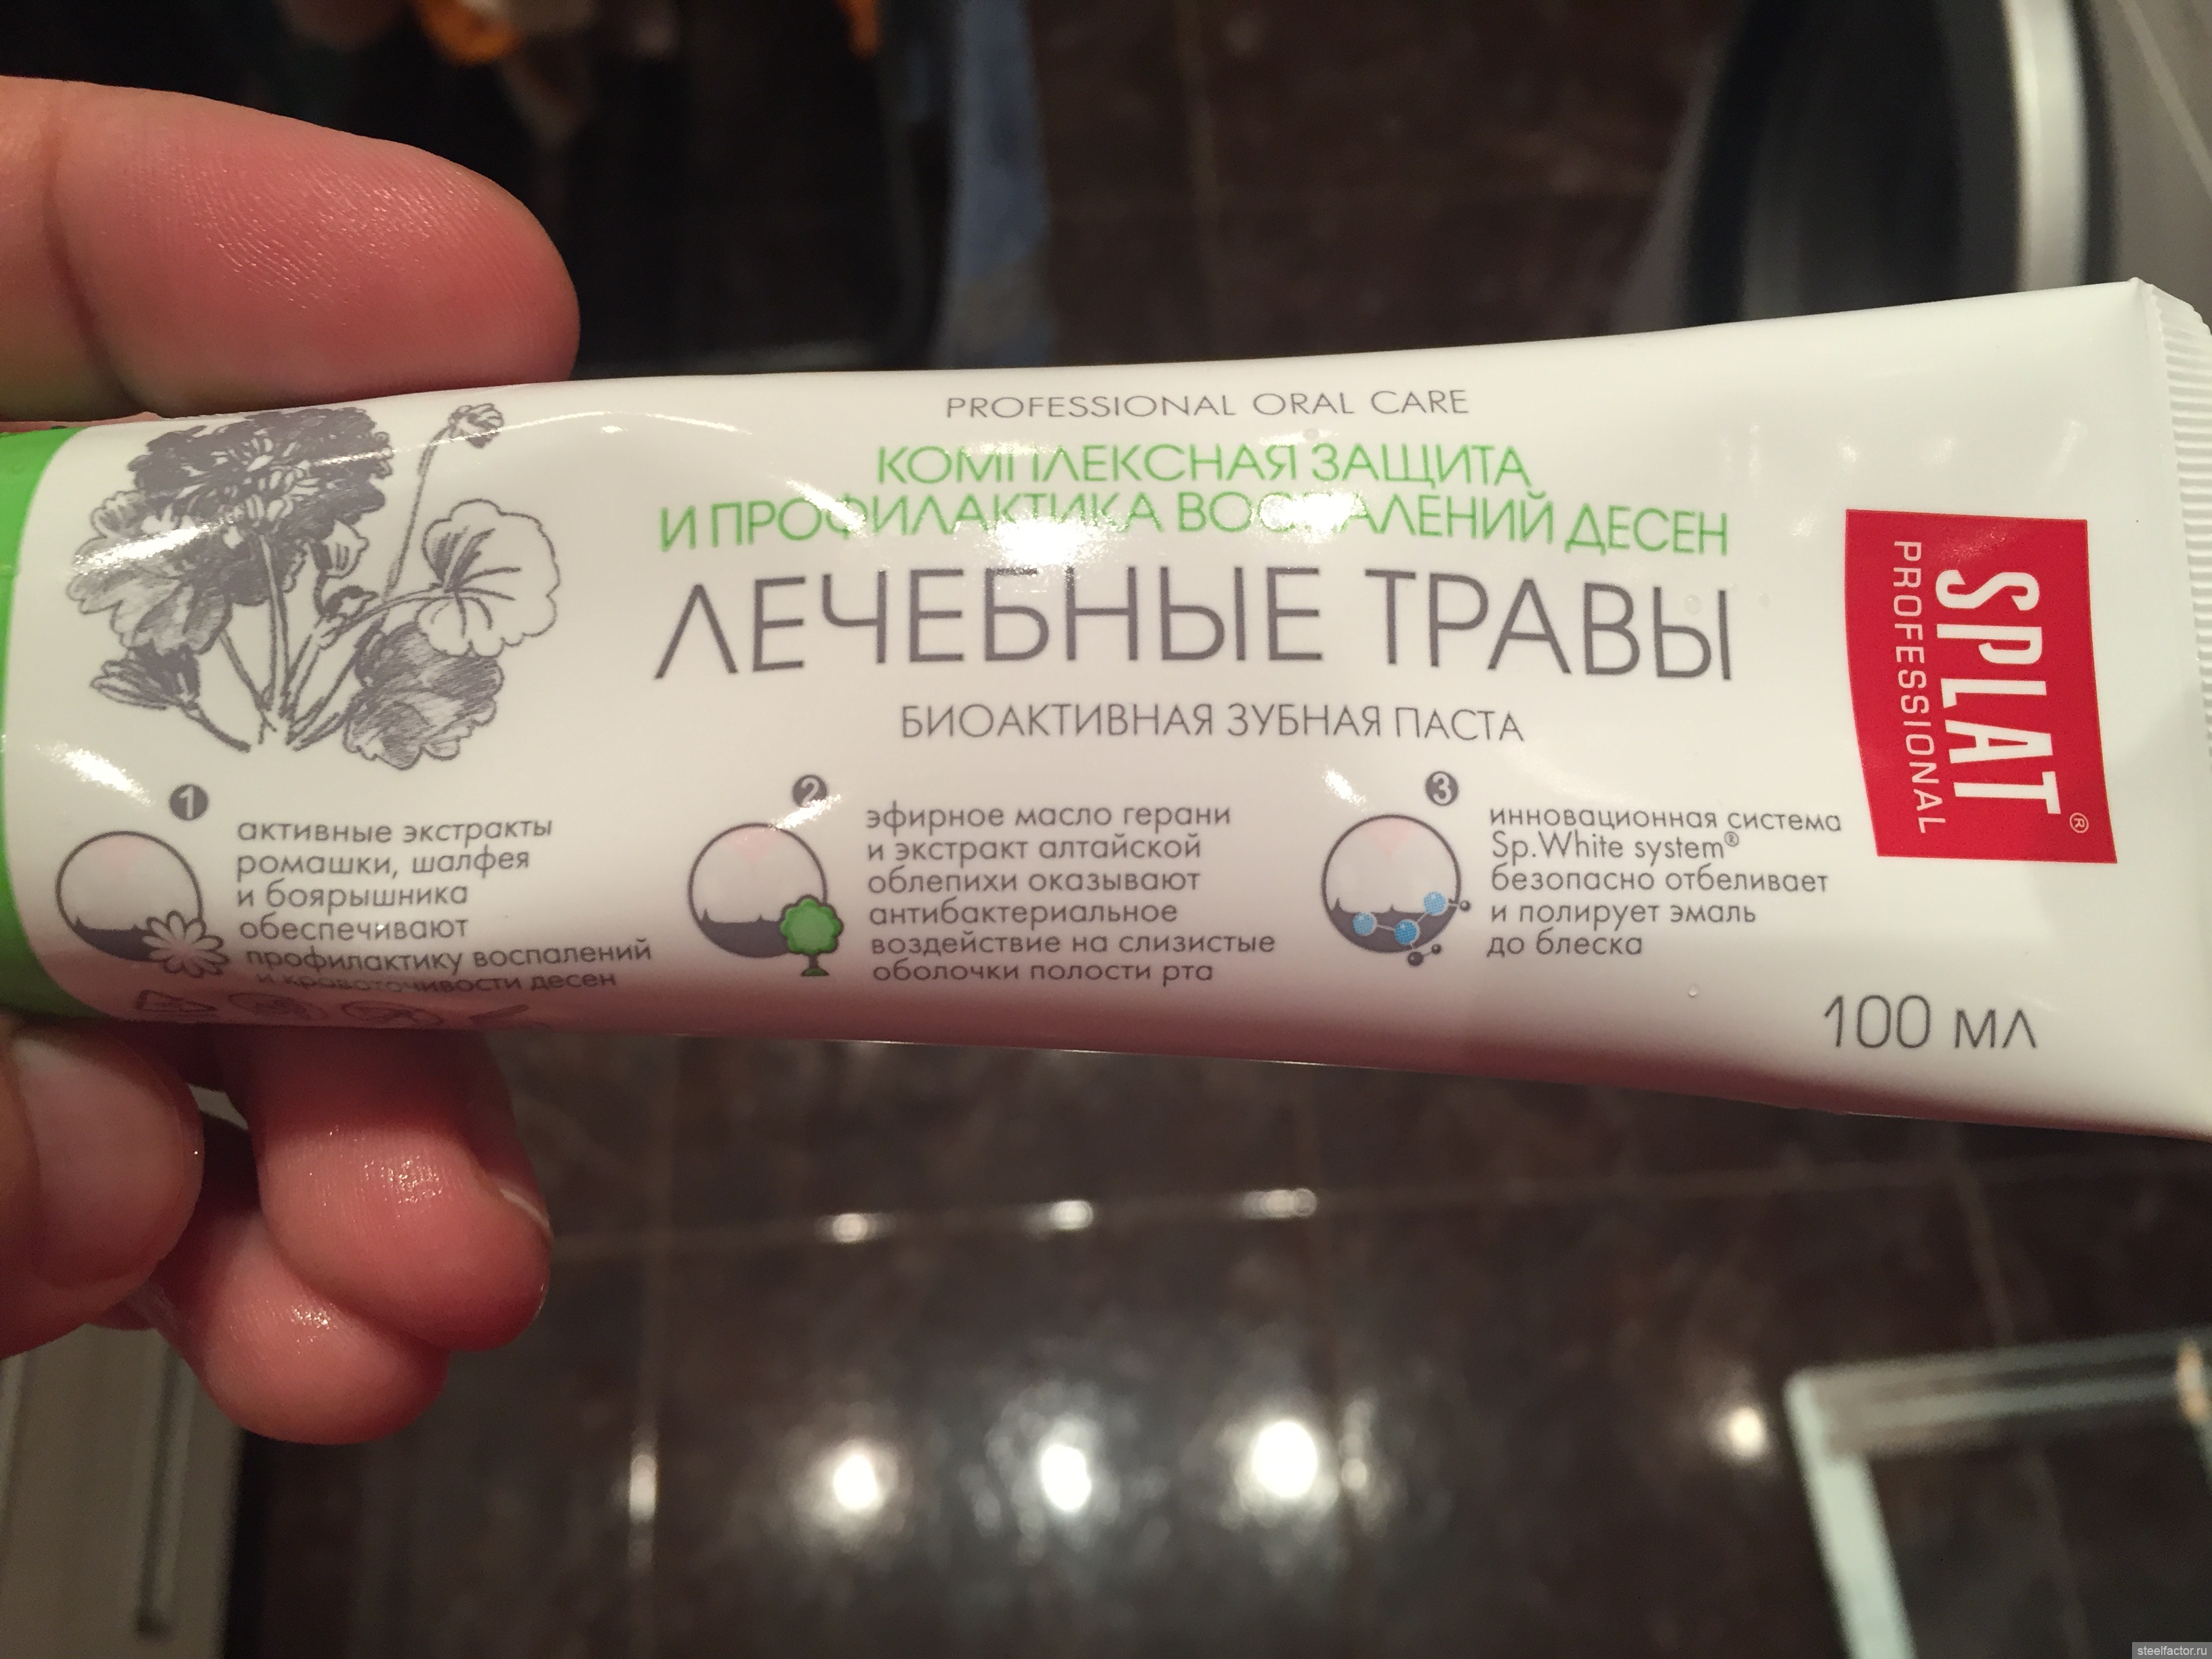 PROFESSIONAL ORAL CARE
КОМПЛЕКСНАЯ ЗАЩИТА
И ПРОФИЛАКТИКА ВОСПАЛЕНИЙ ДЕСЕН
ЛЕЧЕБНЫЕ ТРАВЫ
БИОАКТИВНАЯ ЗУБНАЯ ПАСТА
1
активные экстракты
ромашки, шалфея
и боярышника
обеспечивают
профилактику воспалений
и кровоточивости десен
2
эфирное масло герани
и экстракт алтайской
облепихи оказывают
антибактериальное
воздействие на слизистые
оболочки полости рта
3
инновационная система
Sp.White system®
безопасно отбеливает
и полирует эмаль
до блеска
SPLAT®
PROFESSIONAL
100 МЛ
steelfactor.ru